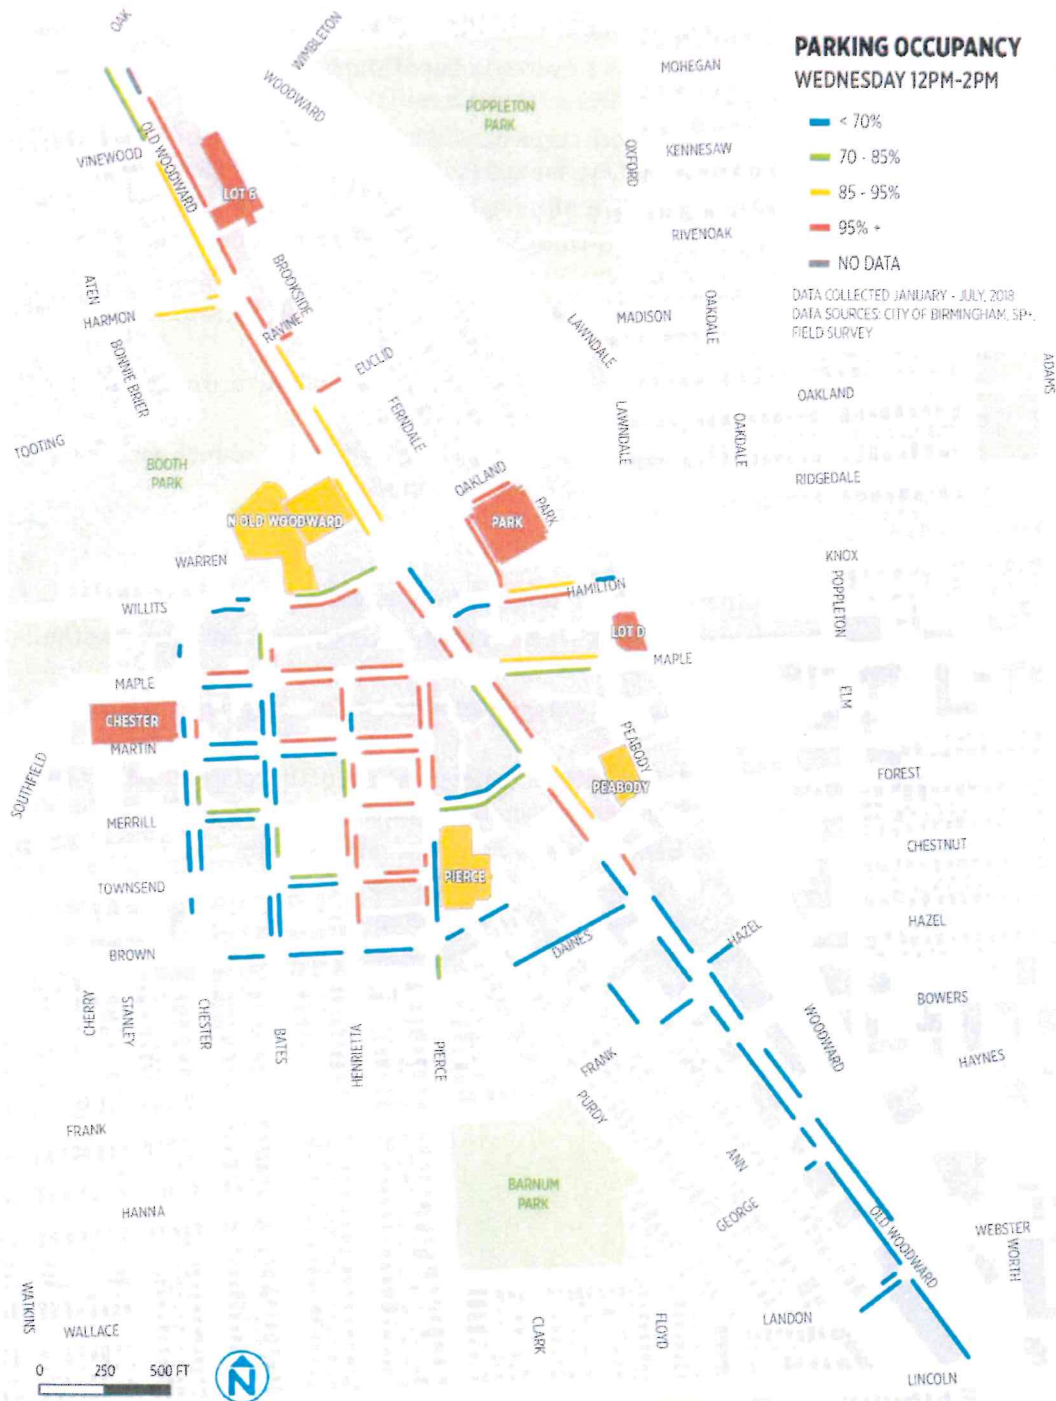 PARKING OCCUPANCY
WEDNESDAY 12PM-2PM
< 70%
70 - 85%
85 - 95%
95% +
NO DATA
DATA COLLECTED JANUARY - JULY, 2018
DATA SOURCES: CITY OF BIRMINGHAM, SP+,
FIELD SURVEY
OAK
WIMBLETON
WOODWARD
POPPLETON
PARK
MOHEGAN
OXFORD
KENNESAW
RIVENOAK
VINEWOOD
OLD WOODWARD
LOT 6
BROOKSIDE
ATEN
HARMON
RAVINE
BONNIE BRIER
EUCLID
FERNDALE
LAWNDALE
MADISON
OAKDALE
ADAMS
OAKLAND
LAWNDALE
OAKDALE
TOOTING
BOOTH
PARK
OAKLAND
RIDGEDALE
N OLD WOODWARD
PARK
PARK
WARREN
KNOX
POPPLETON
WILLITS
HAMILTON
LOT D
MAPLE
MAPLE
ELM
CHESTER
MARTIN
PEABODY
PEABODY
SOUTHFIELD
FOREST
MERRILL
CHESTNUT
TOWNSEND
PIERCE
HAZEL
HAZEL
BROWN
DAINES
CHERRY
STANLEY
CHESTER
BATES
HENRIETTA
PIERCE
BOWERS
WOODWARD
HAYNES
FRANK
PURDY
FRANK
ANN
BARNUM
PARK
HANNA
GEORGE
OLD WOODWARD
WEBSTER
WORTH
WATKINS
WALLACE
CLARK
FLOYD
LANDON
LINCOLN
0 250 500 FT
N